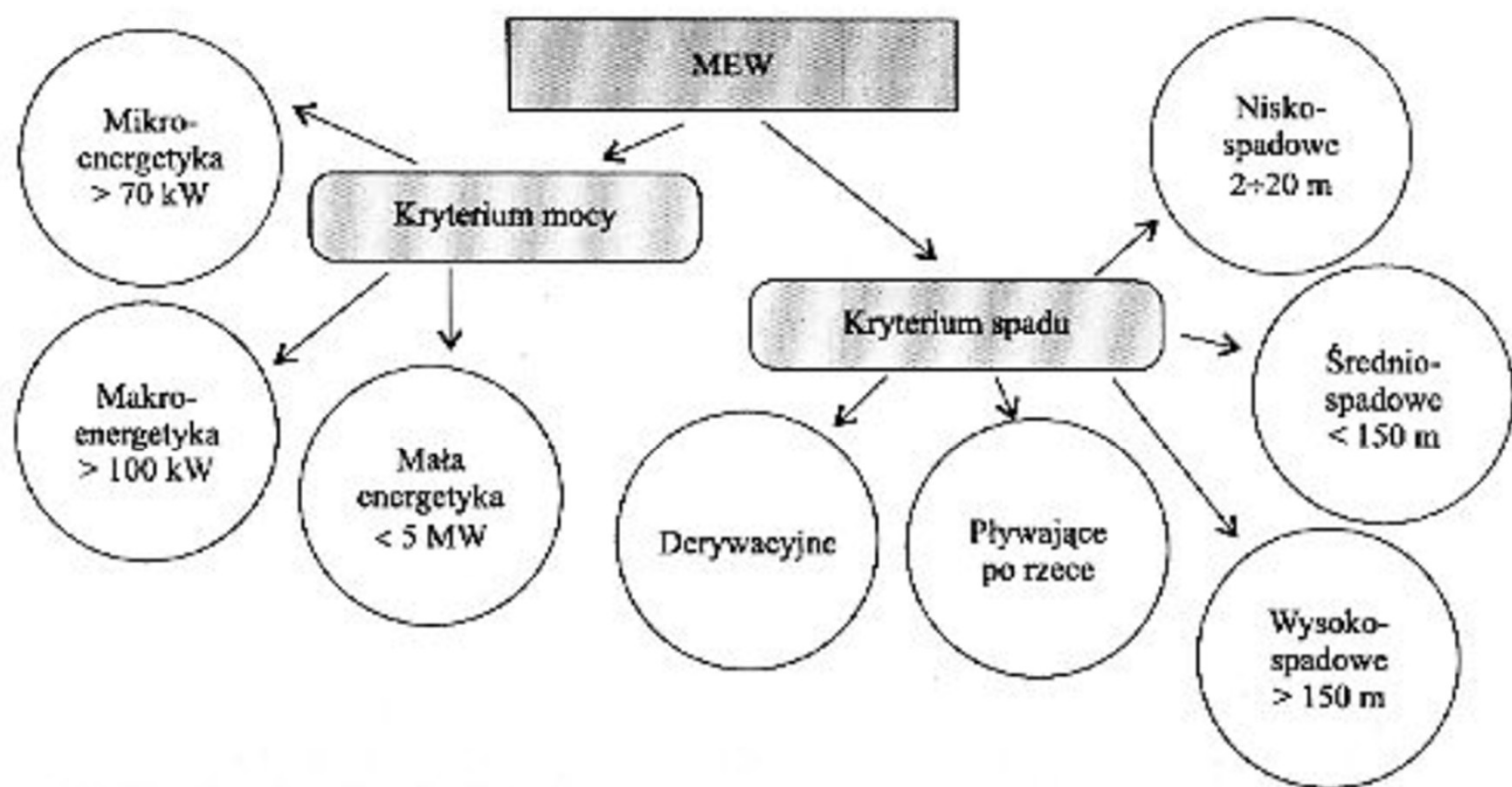 MEW
Mikro-
energetyka
> 70 kW
Kryterium mocy
Makro-
energetyka
> 100 kW
Mała
energetyka
< 5 MW
Nisko-
spadowe
2÷20 m
Kryterium spadu
Średnio-
spadowe
< 150 m
Derywacyjne
Pływające
po rzece
Wysoko-
spadowe
> 150 m